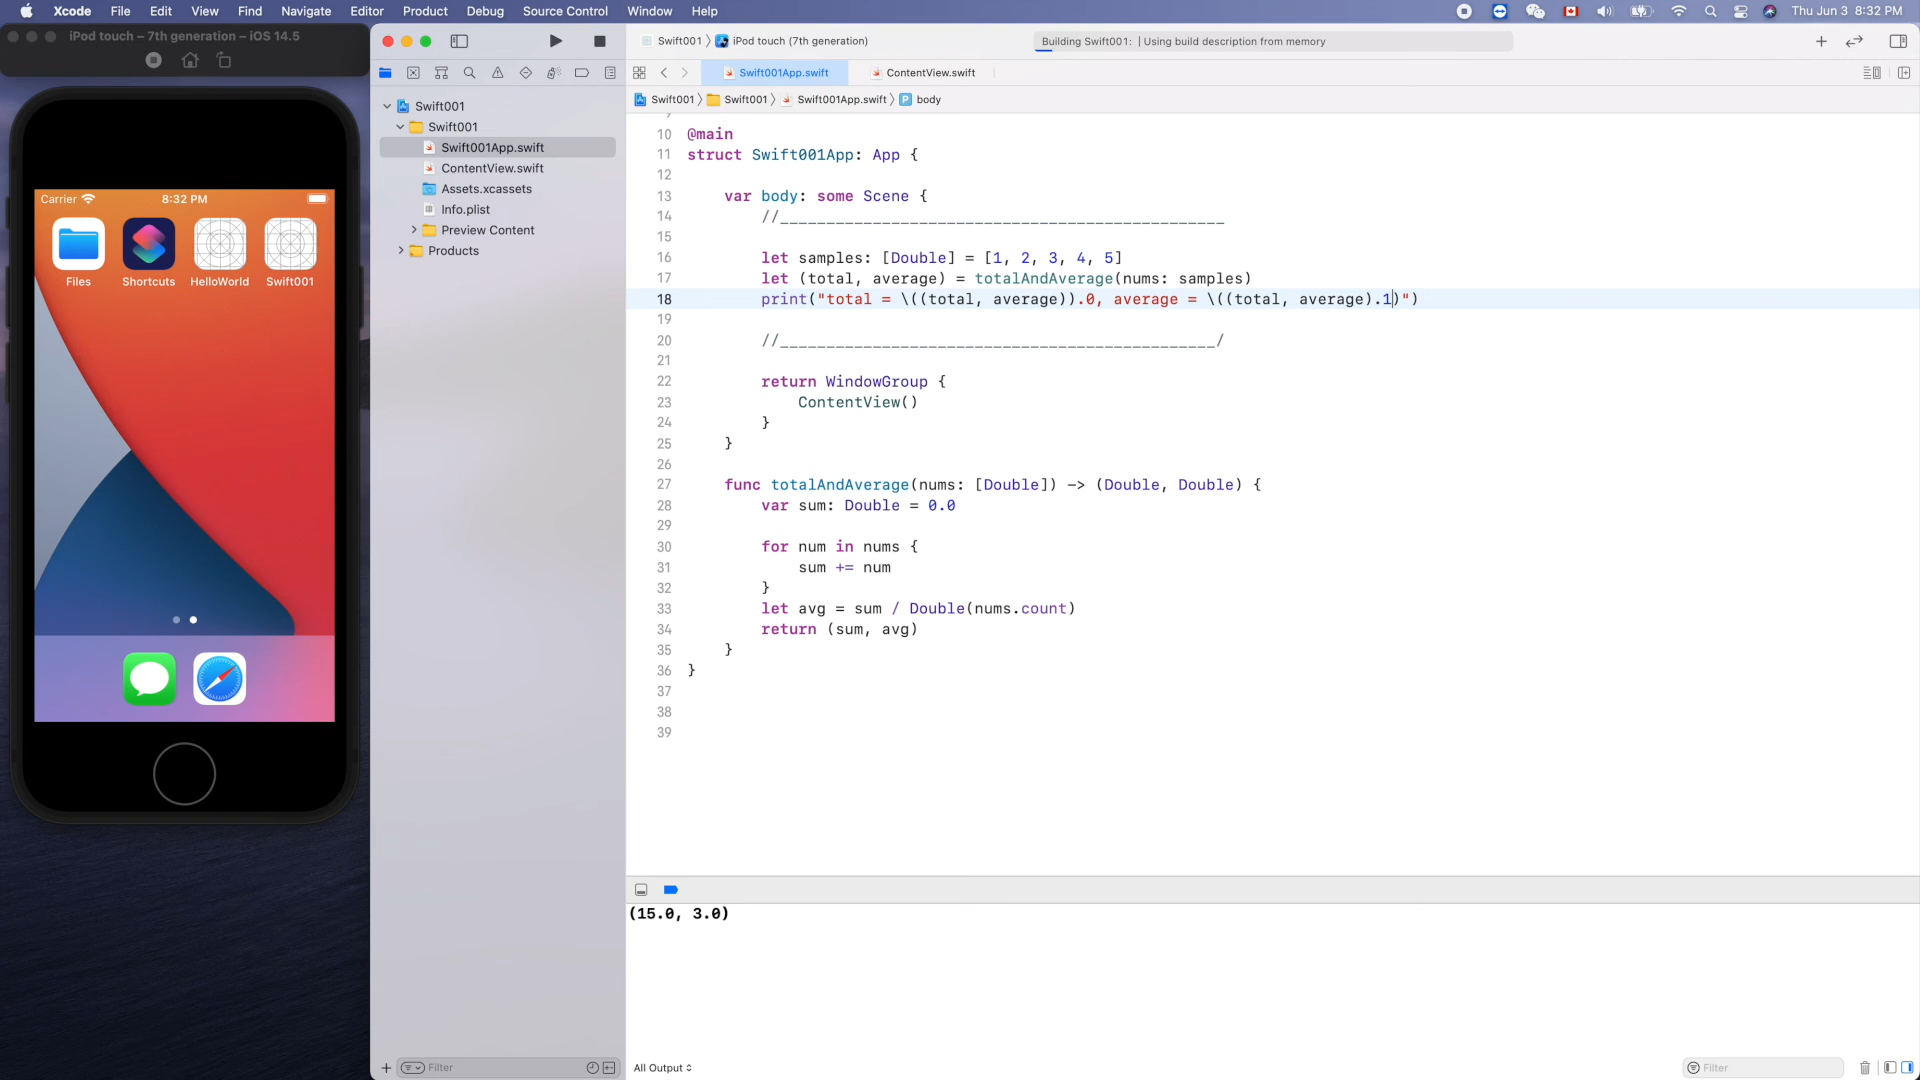 Xcode File Edit View Find Navigate Editor Product Debug Source Control Window Help Thu Jun 3 8:32 PM
iPod touch – 7th generation – iOS 14.5
Swift001 iPod touch (7th generation) Building Swift001: | Using build description from memory
Swift001App.swift ContentView.swift
Swift001 Swift001 Swift001App.swift body
Swift001
Swift001
Swift001App.swift
ContentView.swift
Assets.xcassets
Info.plist
Preview Content
Products
Carrier 8:32 PM
Files Shortcuts HelloWorld Swift001
9
10 @main
11 struct Swift001App: App {
12
13 var body: some Scene {
14 //________________________________________________
15
16 let samples: [Double] = [1, 2, 3, 4, 5]
17 let (total, average) = totalAndAverage(nums: samples)
18 print("total = \((total, average)).0, average = \((total, average).1)")
19
20 //_______________________________________________/
21
22 return WindowGroup {
23 ContentView()
24 }
25 }
26
27 func totalAndAverage(nums: [Double]) -> (Double, Double) {
28 var sum: Double = 0.0
29
30 for num in nums {
31 sum += num
32 }
33 let avg = sum / Double(nums.count)
34 return (sum, avg)
35 }
36 }
37
38
39
(15.0, 3.0)
Filter All Output Filter